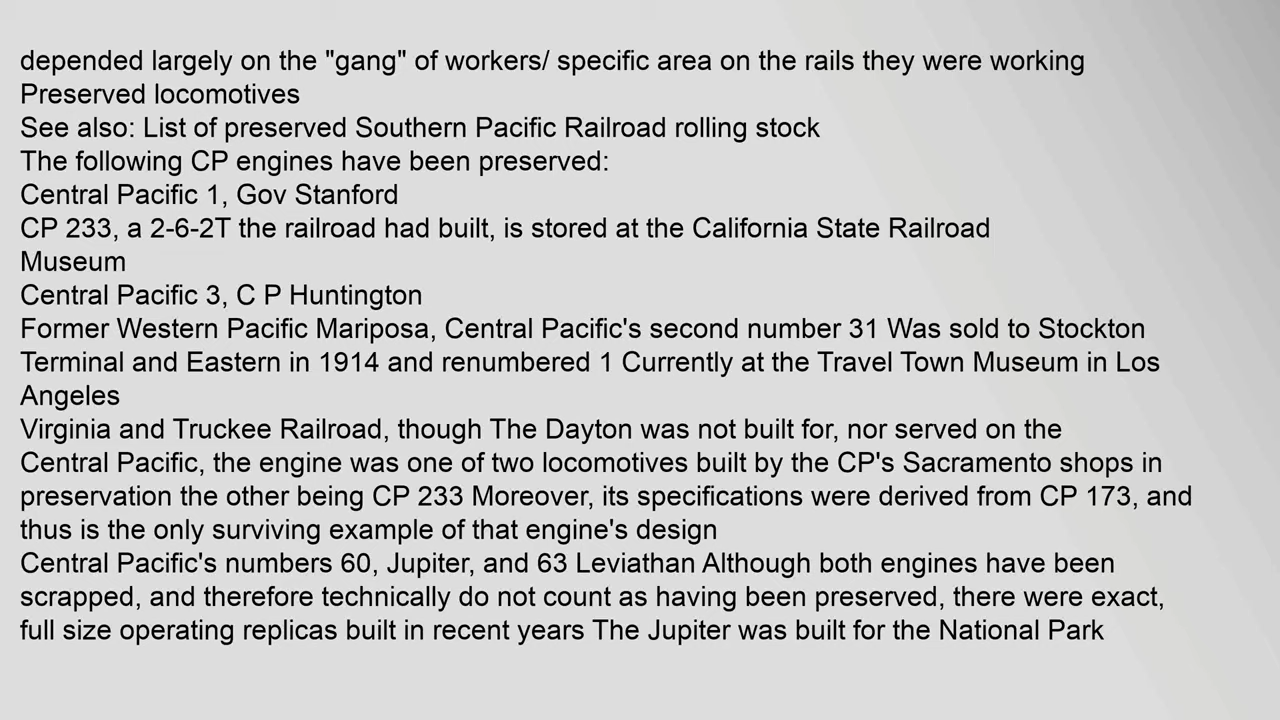 depended largely on the "gang" of workers/ specific area on the rails they were working
Preserved locomotives
See also: List of preserved Southern Pacific Railroad rolling stock
The following CP engines have been preserved:
Central Pacific 1, Gov Stanford
CP 233, a 2-6-2T the railroad had built, is stored at the California State Railroad
Museum
Central Pacific 3, C P Huntington
Former Western Pacific Mariposa, Central Pacific's second number 31 Was sold to Stockton
Terminal and Eastern in 1914 and renumbered 1 Currently at the Travel Town Museum in Los
Angeles
Virginia and Truckee Railroad, though The Dayton was not built for, nor served on the
Central Pacific, the engine was one of two locomotives built by the CP's Sacramento shops in
preservation the other being CP 233 Moreover, its specifications were derived from CP 173, and
thus is the only surviving example of that engine's design
Central Pacific's numbers 60, Jupiter, and 63 Leviathan Although both engines have been
scrapped, and therefore technically do not count as having been preserved, there were exact,
full size operating replicas built in recent years The Jupiter was built for the National Park